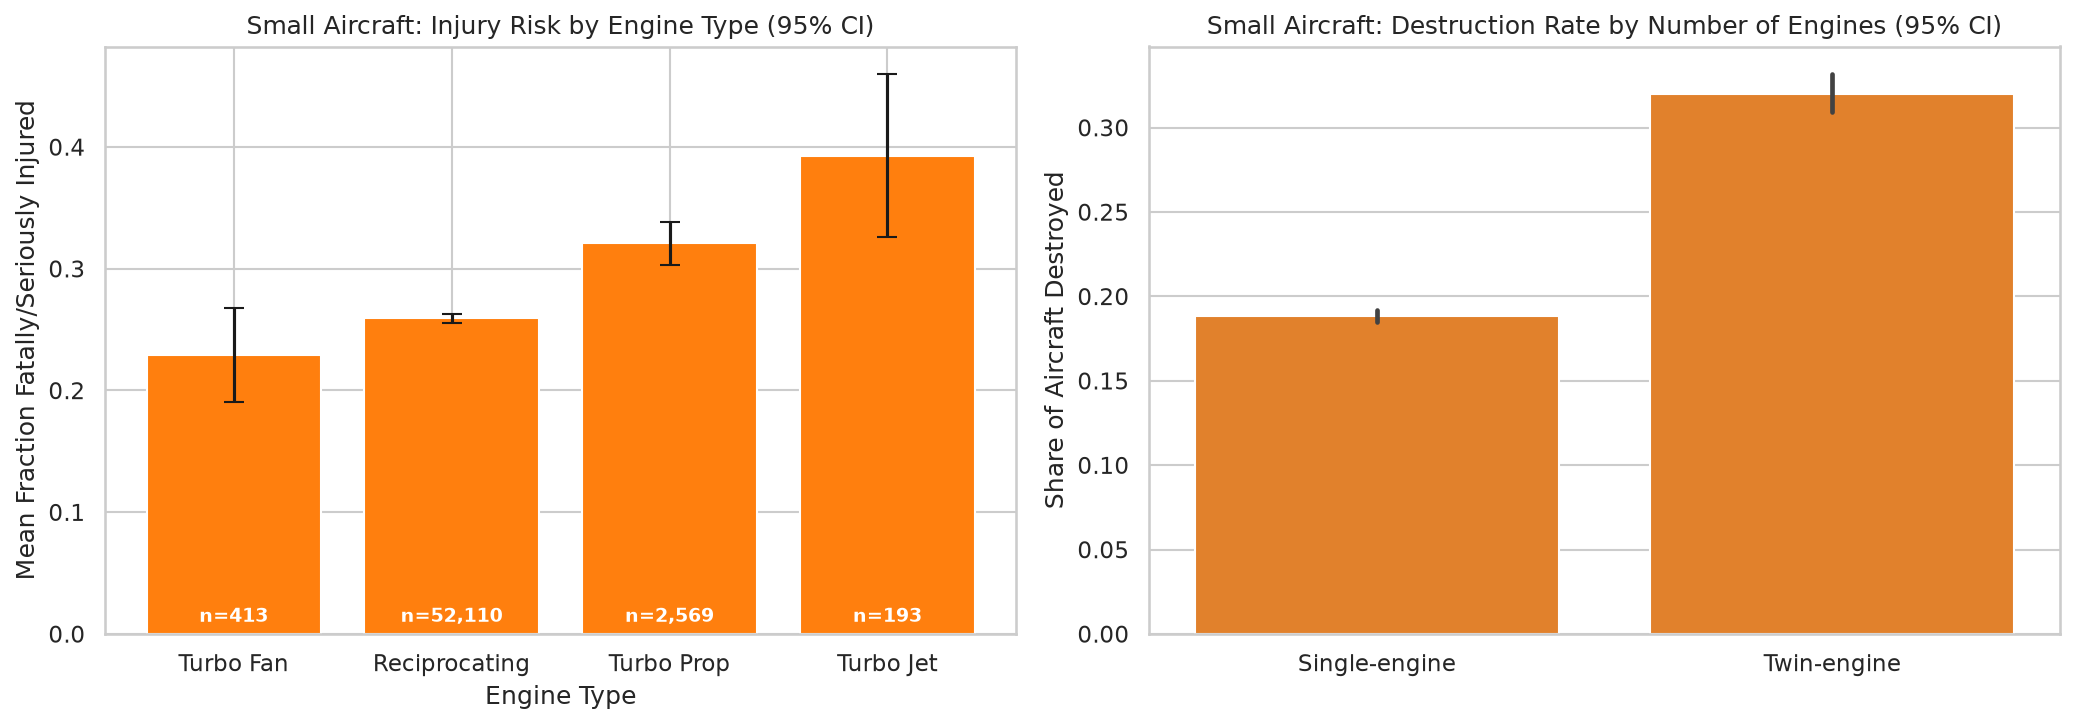 Small Aircraft: Injury Risk by Engine Type (95% CI)
Mean Fraction Fatally/Seriously Injured
0.4
0.3
0.2
0.1
0.0
n=413
n=52,110
n=2,569
n=193
Turbo Fan
Reciprocating
Turbo Prop
Turbo Jet
Engine Type
Small Aircraft: Destruction Rate by Number of Engines (95% CI)
Share of Aircraft Destroyed
0.30
0.25
0.20
0.15
0.10
0.05
0.00
Single-engine
Twin-engine